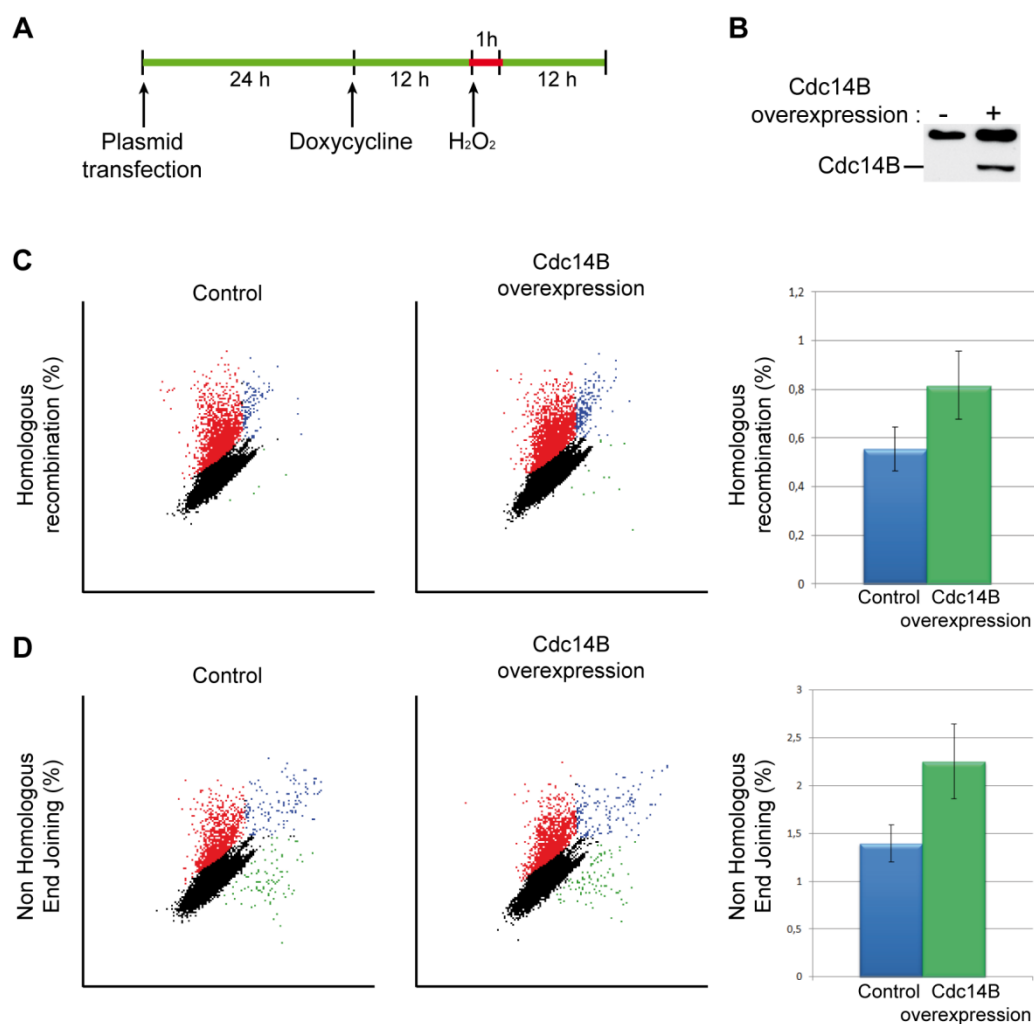 A
1h
24 h
12 h
12 h
Plasmid
transfection
Doxycycline
H₂O₂
B
Cdc14B
overexpression :
-
+
Cdc14B
C
Control
Cdc14B
overexpression
Homologous
recombination (%)
Homologous
recombination (%)
1,2
1
0,8
0,6
0,4
0,2
0
Control
Cdc14B
overexpression
D
Control
Cdc14B
overexpression
Non Homologous
End Joining (%)
Non Homologous
End Joining (%)
3
2,5
2
1,5
1
0,5
0
Control
Cdc14B
overexpression